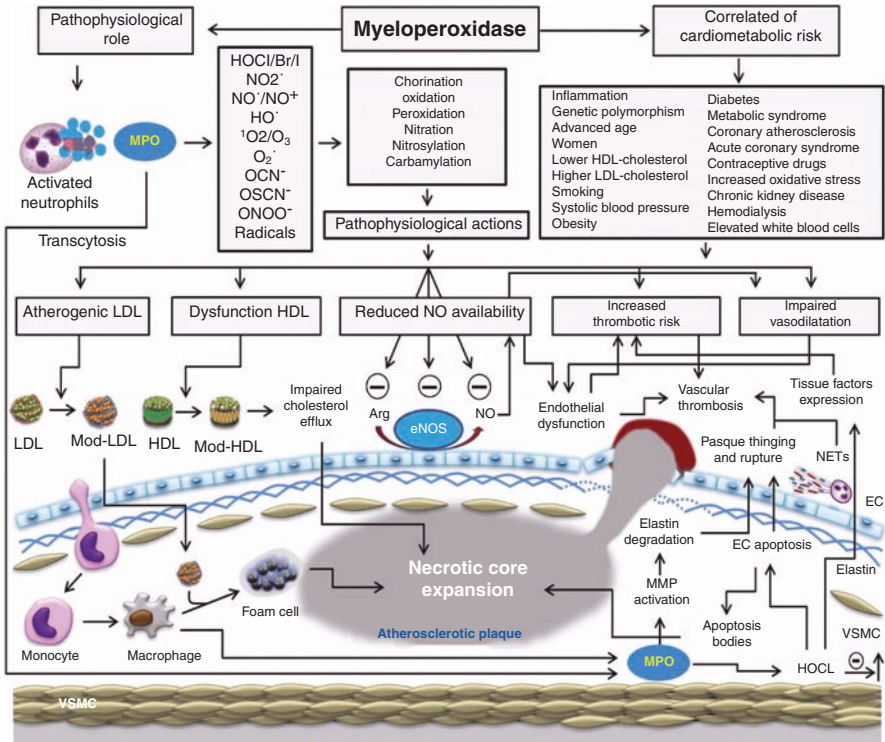 Myeloperoxidase
Pathophysiological
role
Correlated of
cardiometabolic risk
Activated
neutrophils
MPO
Transcytosis
HOCI/Br/I
NO2˙
NO˙/NO⁺
HO˙
¹O2/O₃
O₂˙
OCN⁻
OSCN⁻
ONOO⁻
Radicals
Chorination
oxidation
Peroxidation
Nitration
Nitrosylation
Carbamylation
Pathophysiological actions
Inflammation
Genetic polymorphism
Advanced age
Women
Lower HDL-cholesterol
Higher LDL-cholesterol
Smoking
Systolic blood pressure
Obesity
Diabetes
Metabolic syndrome
Coronary atherosclerosis
Acute coronary syndrome
Contraceptive drugs
Increased oxidative stress
Chronic kidney disease
Hemodialysis
Elevated white blood cells
Atherogenic LDL
Dysfunction HDL
Reduced NO availability
Increased
thrombotic risk
Impaired
vasodilatation
LDL
Mod-LDL
HDL
Mod-HDL
Impaired
cholesterol
efflux
Arg
NO
eNOS
Endothelial
dysfunction
Vascular
thrombosis
Tissue factors
expression
Pasque thinging
and rupture
NETs
EC
Elastin
degradation
EC apoptosis
Elastin
MMP
activation
Apoptosis
bodies
VSMC
Necrotic core
expansion
Atherosclerotic plaque
Foam cell
Monocyte
Macrophage
MPO
HOCL
VSMC